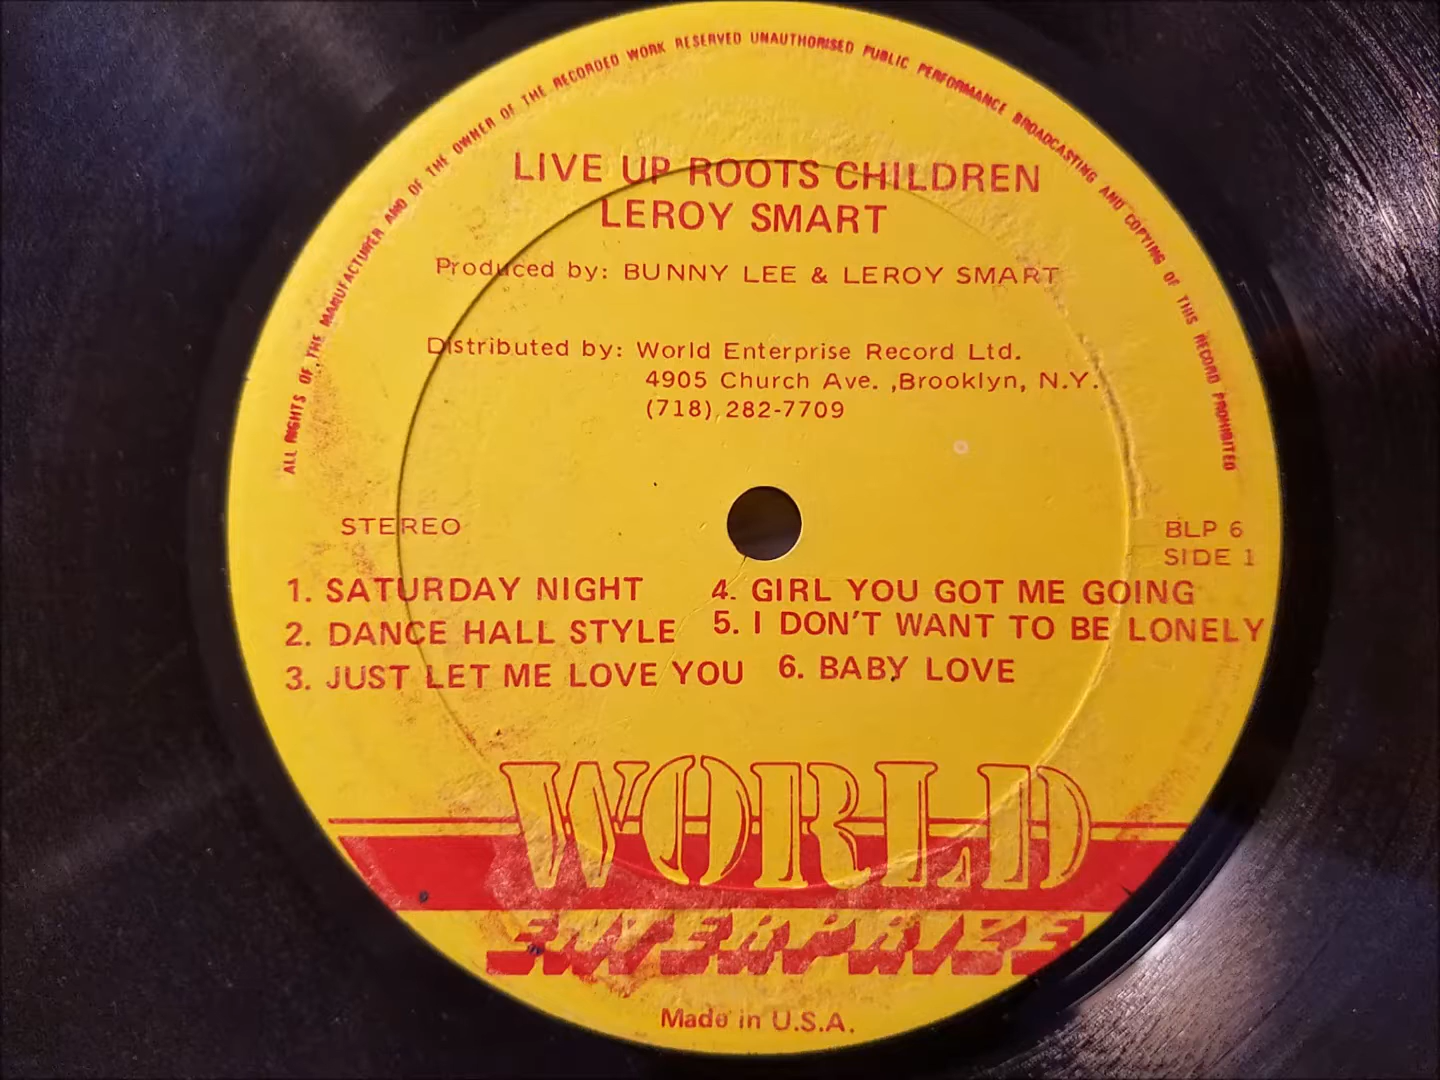 ALL RIGHTS OF THE MANUFACTURER AND OF THE OWNER OF THE RECORDED WORK RESERVED UNAUTHORISED PUBLIC PERFORMANCE BROADCASTING AND COPYING OF THIS RECORD PROHIBITED
LIVE UP ROOTS CHILDREN
LEROY SMART
Produced by: BUNNY LEE & LEROY SMART
Distributed by: World Enterprise Record Ltd.
4905 Church Ave. ,Brooklyn, N.Y.
(718) 282-7709
STEREO
BLP 6
SIDE 1
1. SATURDAY NIGHT
2. DANCE HALL STYLE
3. JUST LET ME LOVE YOU
4. GIRL YOU GOT ME GOING
5. I DON'T WANT TO BE LONELY
6. BABY LOVE
WORLD
ENTERPRISE
Made in U.S.A.